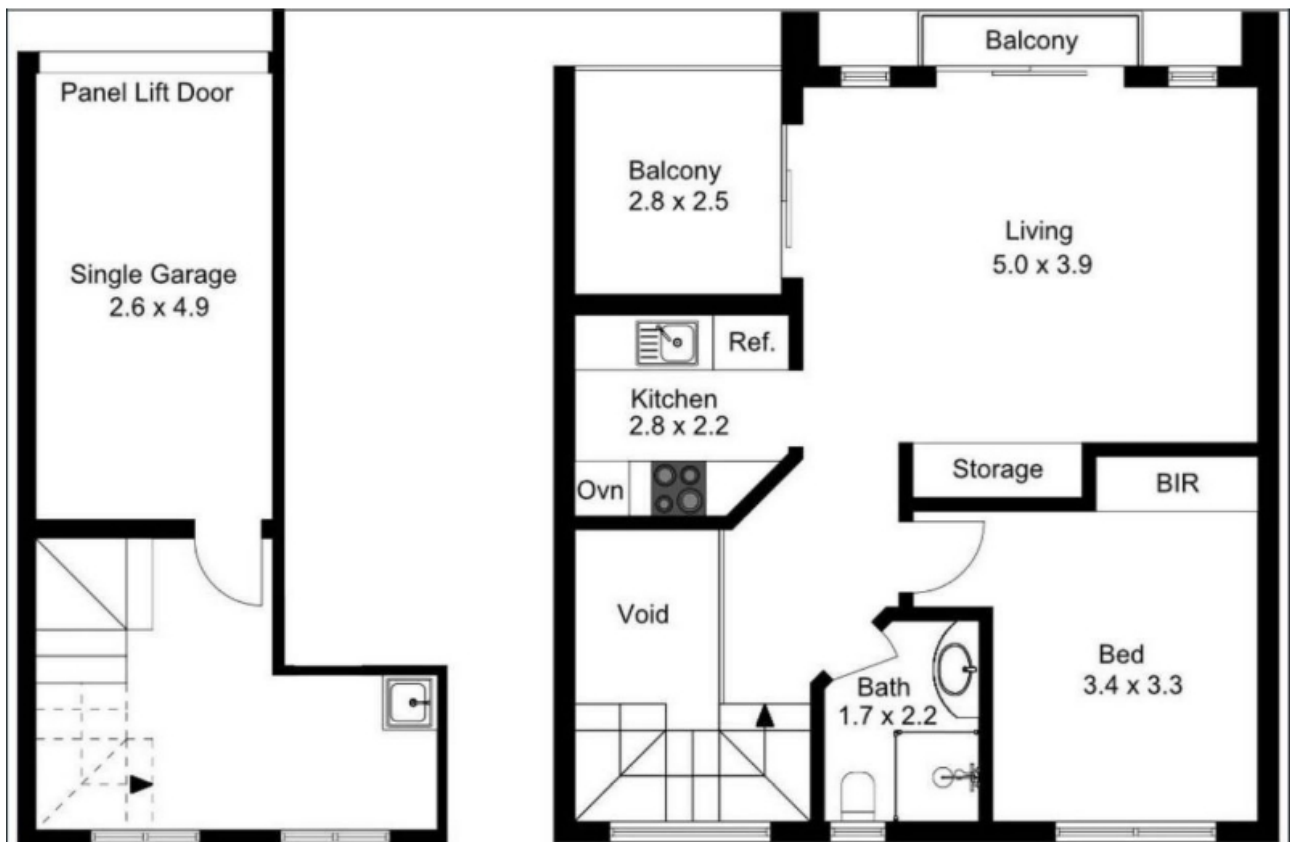 Panel Lift Door
Single Garage
2.6 x 4.9
Balcony
Balcony
2.8 x 2.5
Living
5.0 x 3.9
Ref.
Kitchen
2.8 x 2.2
Ovn
Storage
BIR
Void
Bath
1.7 x 2.2
Bed
3.4 x 3.3